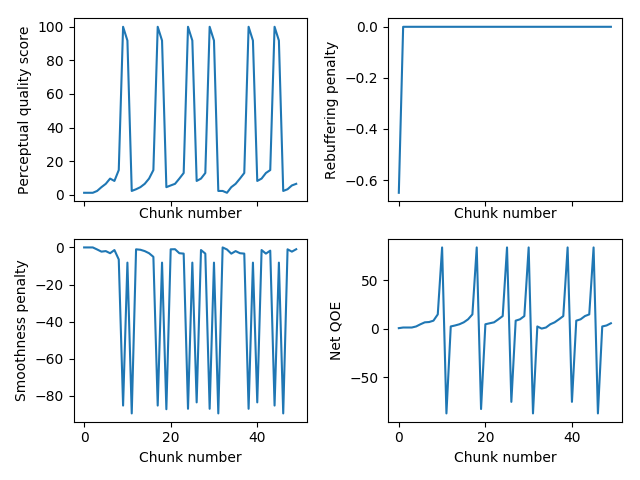 Perceptual quality score
100
80
60
40
20
0
Chunk number
Rebuffering penalty
0.0
−0.2
−0.4
−0.6
Chunk number
Smoothness penalty
0
−20
−40
−60
−80
0 20 40
Chunk number
Net QOE
50
0
−50
0 20 40
Chunk number